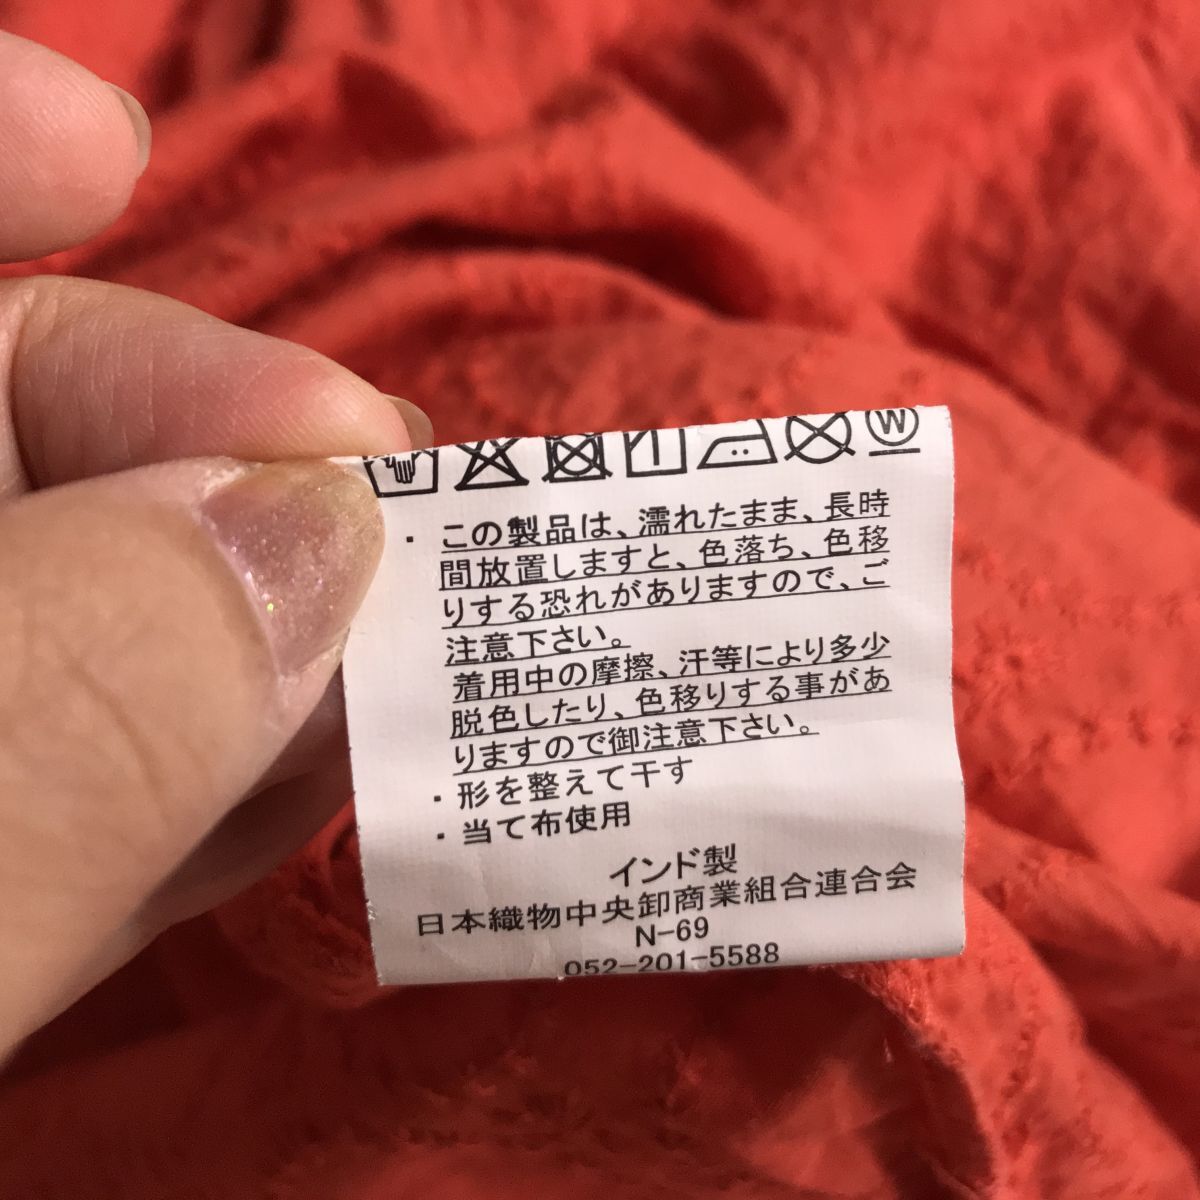 W
・この製品は、濡れたまま、長時
間放置しますと、色落ち、色移
りする恐れがありますので、ご
注意下さい。
着用中の摩擦、汗等により多少
脱色したり、色移りする事があ
りますので御注意下さい。
・形を整えて干す
・当て布使用
インド製
日本織物中央卸商業組合連合会
N-69
052-201-5588